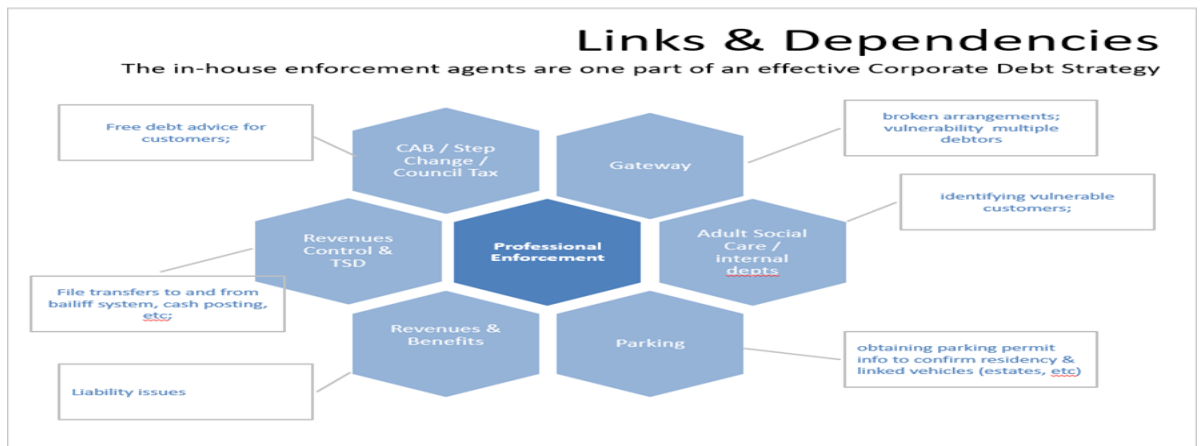 Links & Dependencies
The in-house enforcement agents are one part of an effective Corporate Debt Strategy
Free debt advice for
customers;
CAB / Step
Change /
Council Tax
Gateway
broken arrangements;
vulnerability multiple
debtors
identifying vulnerable
customers;
Revenues
Control &
TSD
Professional
Enforcement
Adult Social
Care /
internal
depts
File transfers to and from
bailiff system, cash posting,
etc;
Revenues &
Benefits
Parking
obtaining parking permit
info to confirm residency &
linked vehicles (estates, etc)
Liability issues